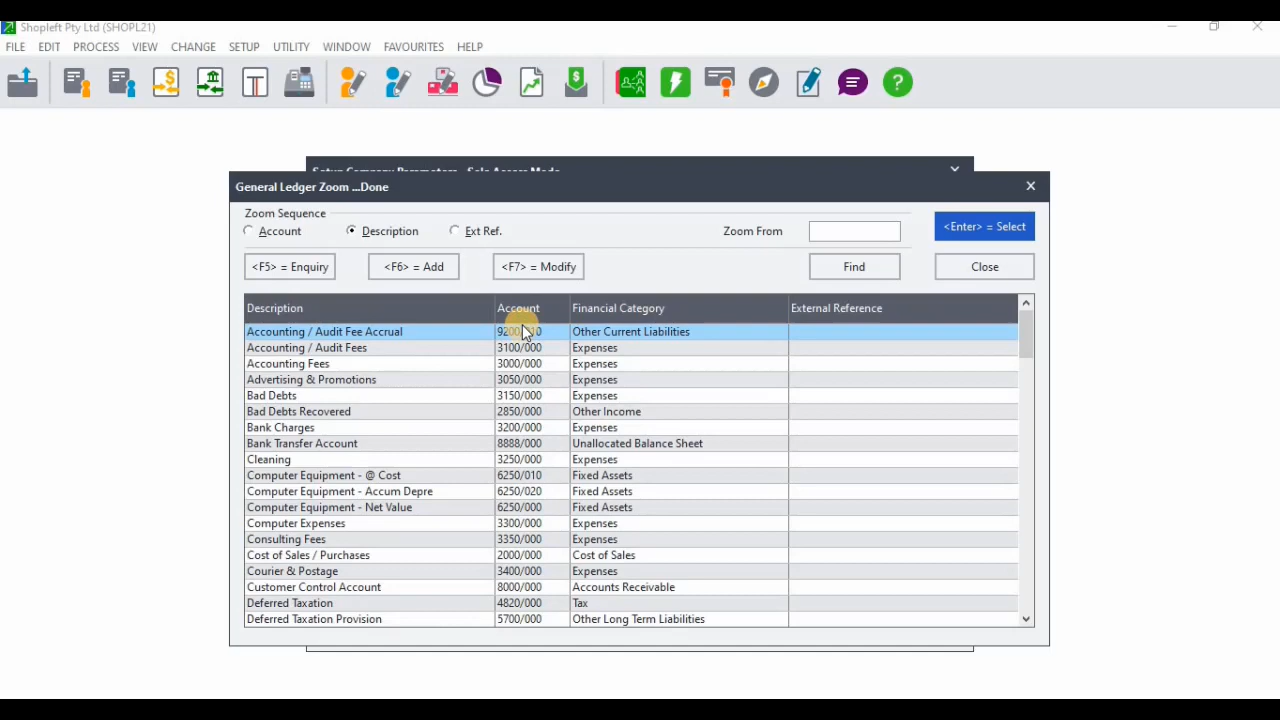 Shopleft Pty Ltd (SHOPL21)
FILE EDIT PROCESS VIEW CHANGE SETUP UTILITY WINDOW FAVOURITES HELP
Setup Company Parameters - Sole Access Mode
General Ledger Zoom ...Done
Zoom Sequence
Account Description Ext Ref. Zoom From <Enter> = Select
<F5> = Enquiry <F6> = Add <F7> = Modify Find Close
Description Account Financial Category External Reference
Accounting / Audit Fee Accrual Other Current Liabilities
Accounting / Audit Fees 3100/000 Expenses
Accounting Fees 3000/000 Expenses
Advertising & Promotions 3050/000 Expenses
Bad Debts 3150/000 Expenses
Bad Debts Recovered 2850/000 Other Income
Bank Charges 3200/000 Expenses
Bank Transfer Account 8888/000 Unallocated Balance Sheet
Cleaning 3250/000 Expenses
Computer Equipment - @ Cost 6250/010 Fixed Assets
Computer Equipment - Accum Depre 6250/020 Fixed Assets
Computer Equipment - Net Value 6250/000 Fixed Assets
Computer Expenses 3300/000 Expenses
Consulting Fees 3350/000 Expenses
Cost of Sales / Purchases 2000/000 Cost of Sales
Courier & Postage 3400/000 Expenses
Customer Control Account 8000/000 Accounts Receivable
Deferred Taxation 4820/000 Tax
Deferred Taxation Provision 5700/000 Other Long Term Liabilities